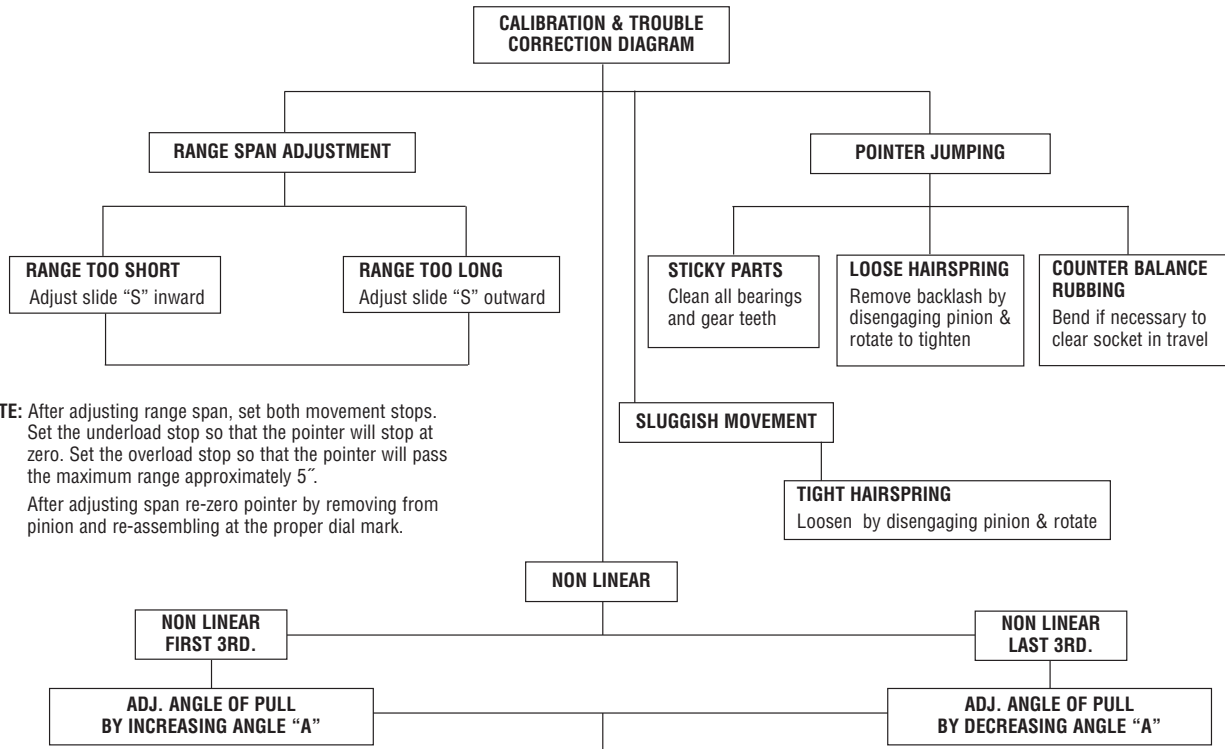 CALIBRATION & TROUBLE
CORRECTION DIAGRAM
RANGE SPAN ADJUSTMENT
POINTER JUMPING
RANGE TOO SHORT
Adjust slide “S” inward
RANGE TOO LONG
Adjust slide “S” outward
STICKY PARTS
Clean all bearings
and gear teeth
LOOSE HAIRSPRING
Remove backlash by
disengaging pinion &
rotate to tighten
COUNTER BALANCE
RUBBING
Bend if necessary to
clear socket in travel
TE: After adjusting range span, set both movement stops.
Set the underload stop so that the pointer will stop at
zero. Set the overload stop so that the pointer will pass
the maximum range approximately 5˝.
After adjusting span re-zero pointer by removing from
pinion and re-assembling at the proper dial mark.
SLUGGISH MOVEMENT
TIGHT HAIRSPRING
Loosen by disengaging pinion & rotate
NON LINEAR
NON LINEAR
FIRST 3RD.
NON LINEAR
LAST 3RD.
ADJ. ANGLE OF PULL
BY INCREASING ANGLE “A”
ADJ. ANGLE OF PULL
BY DECREASING ANGLE “A”